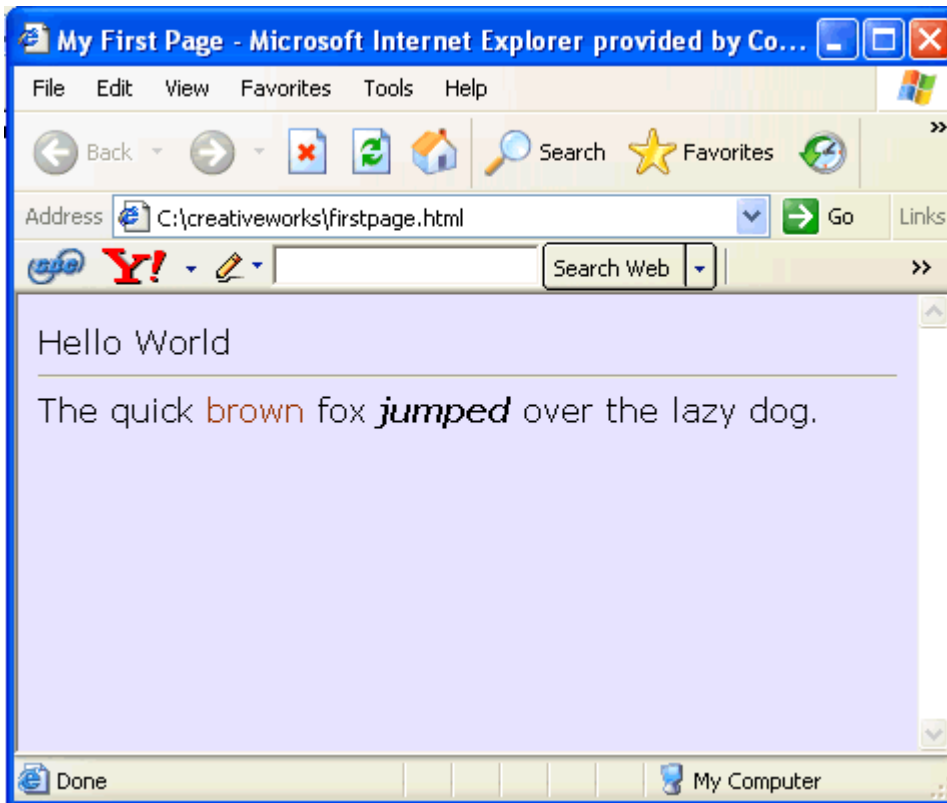 My First Page - Microsoft Internet Explorer provided by Co...
File Edit View Favorites Tools Help
Back Search Favorites »
Address C:\creativeworks\firstpage.html Go Links
Y! Search Web »
Hello World
The quick brown fox jumped over the lazy dog.
Done My Computer